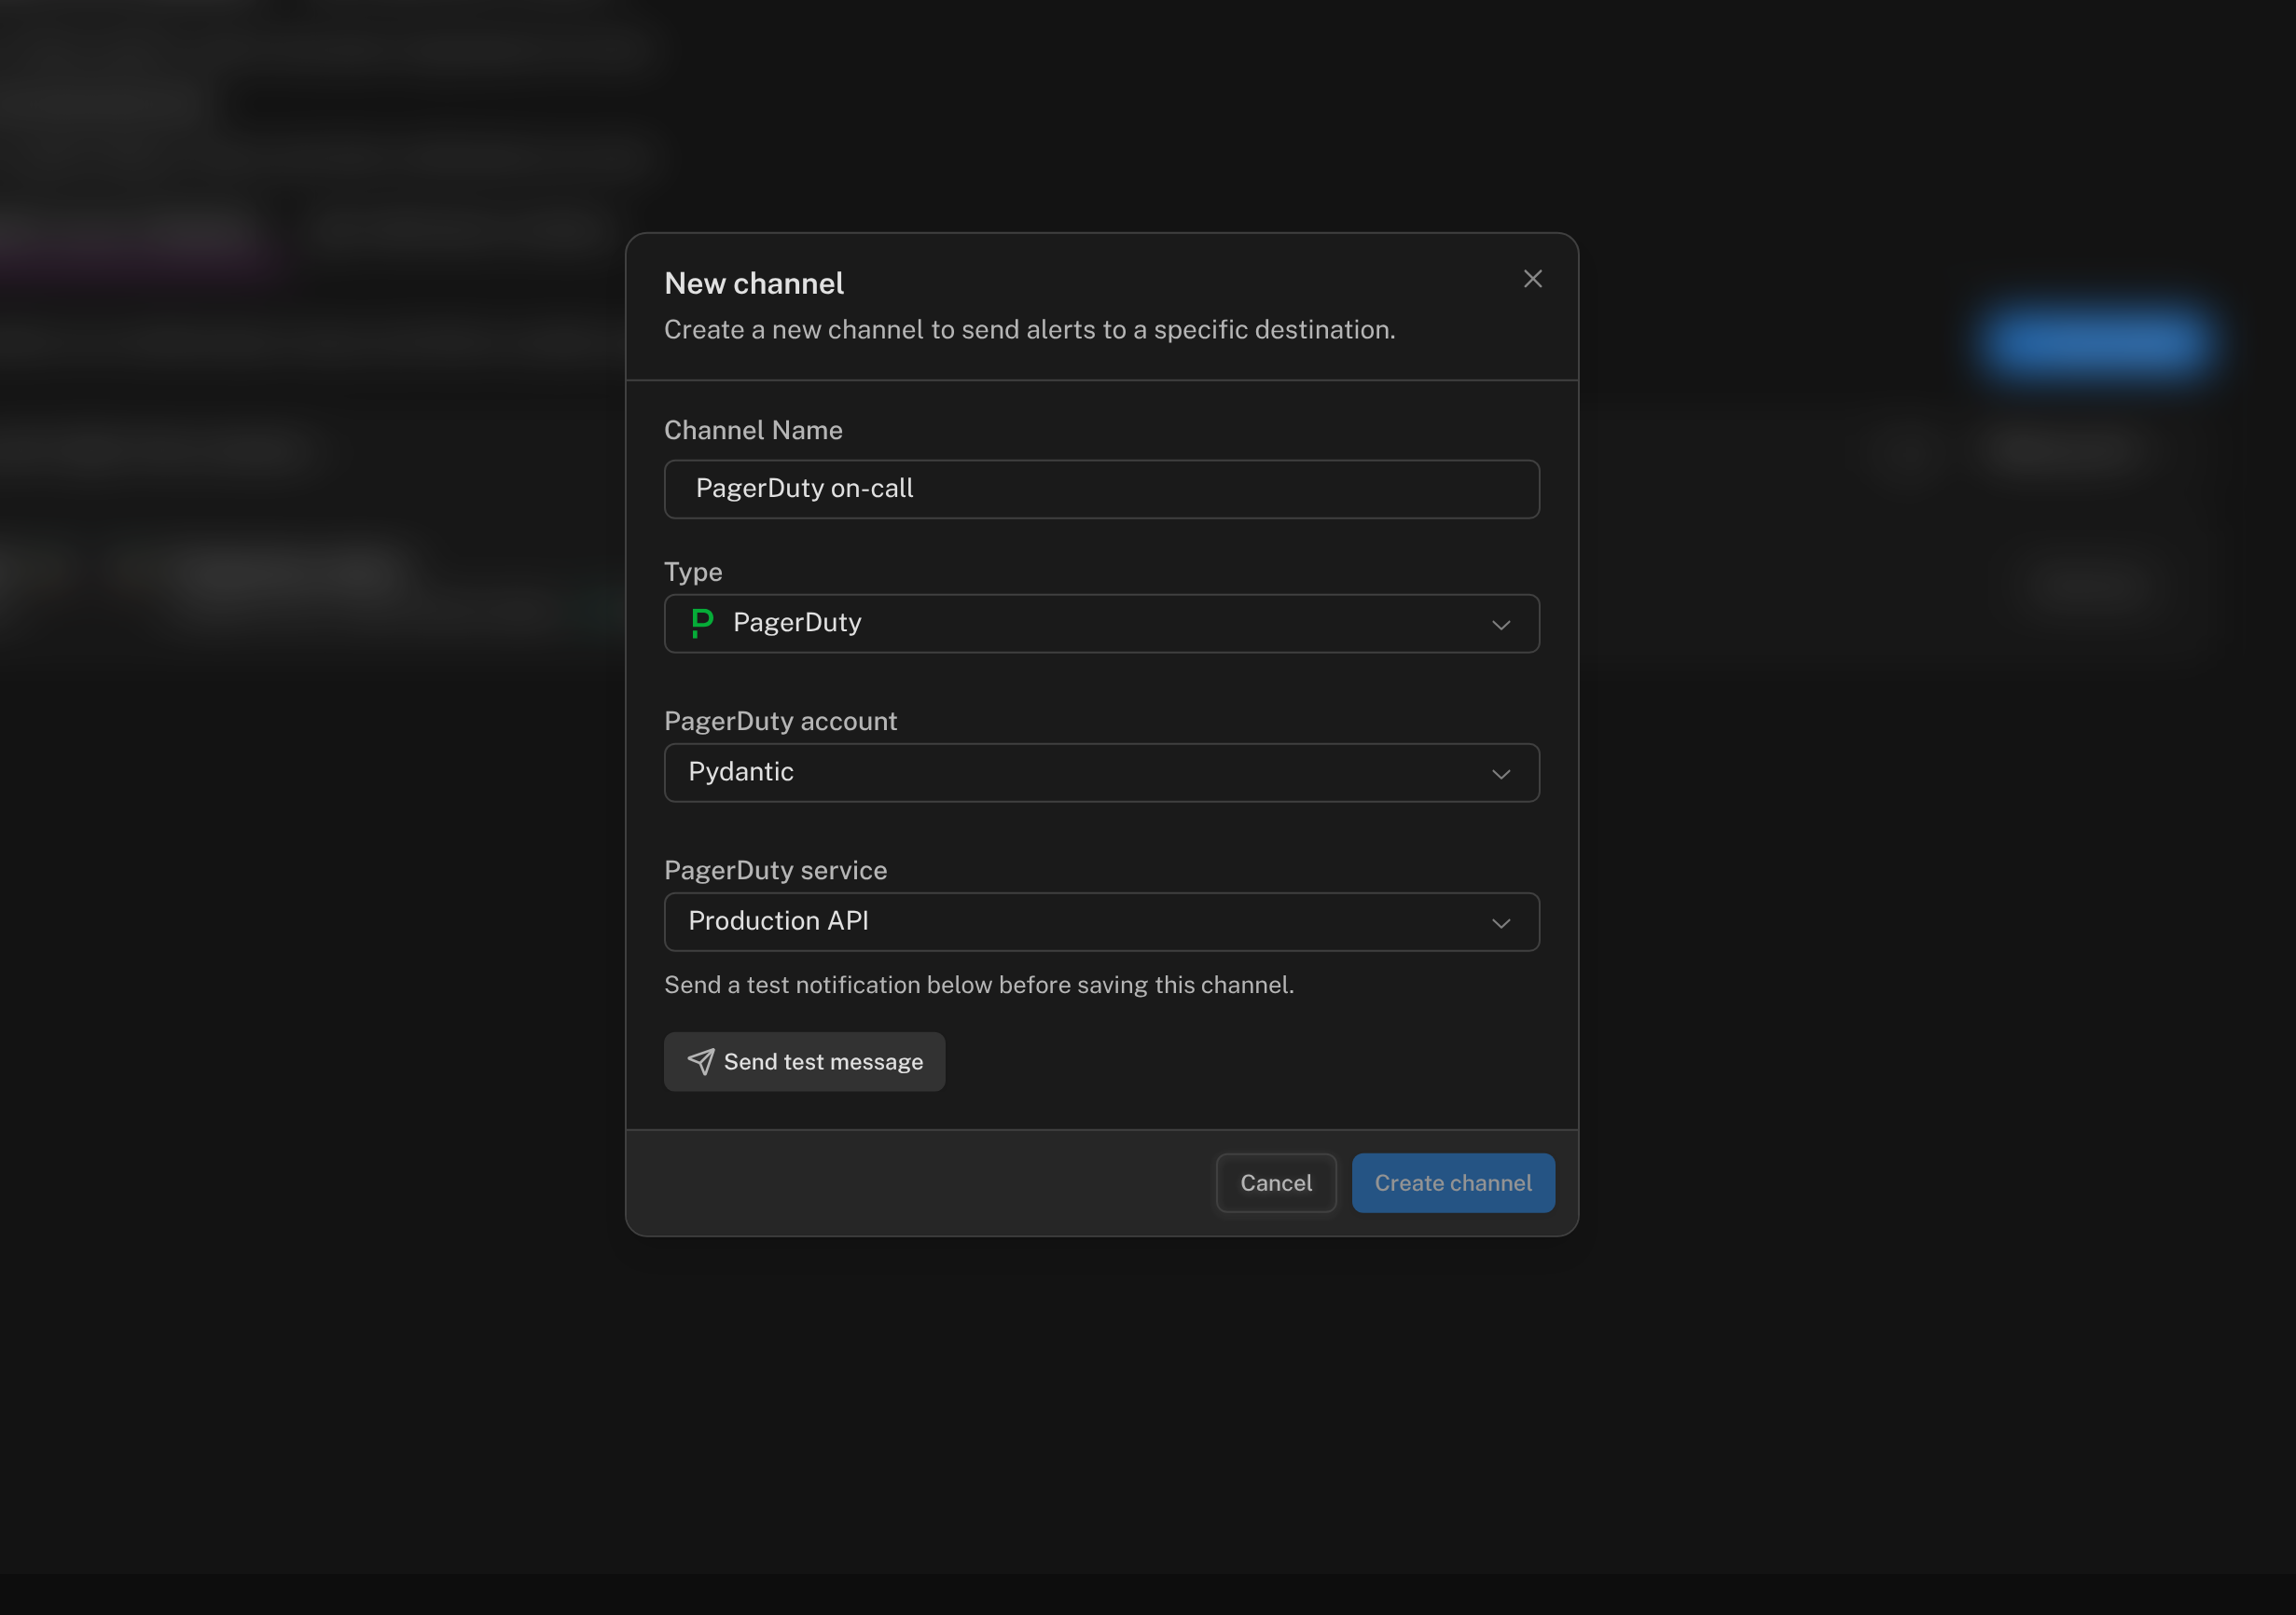 New channel
Create a new channel to send alerts to a specific destination.
Channel Name
PagerDuty on-call
Type
PagerDuty
PagerDuty account
Pydantic
PagerDuty service
Production API
Send a test notification below before saving this channel.
Send test message
Cancel
Create channel